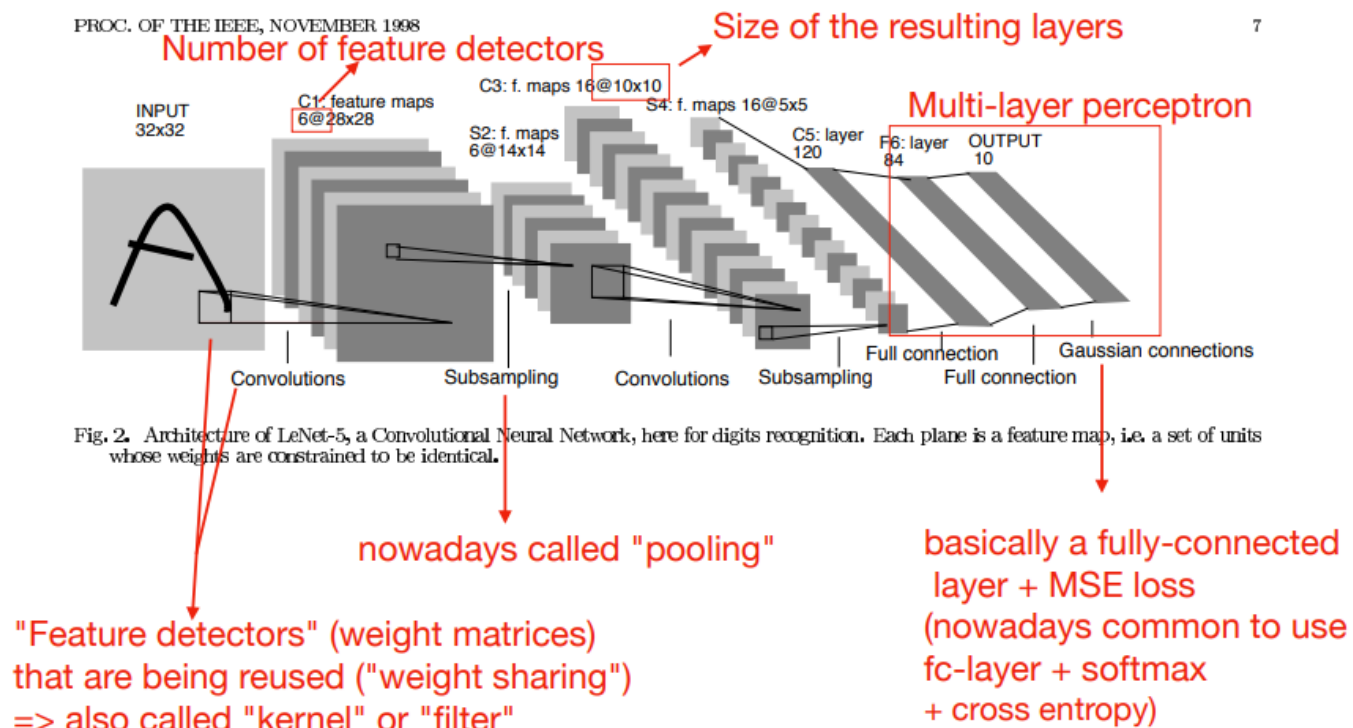 PROC. OF THE IEEE, NOVEMBER 1998
7
Number of feature detectors
Size of the resulting layers
INPUT
32x32
C1: feature maps
6@28x28
S2: f. maps
6@14x14
C3: f. maps 16@10x10
S4: f. maps 16@5x5
Multi-layer perceptron
C5: layer
120
F6: layer
84
OUTPUT
10
Convolutions
Subsampling
Convolutions
Subsampling
Full connection
Full connection
Gaussian connections
Fig. 2. Architecture of LeNet-5, a Convolutional Neural Network, here for digits recognition. Each plane is a feature map, i.e. a set of units
whose weights are constrained to be identical.
nowadays called "pooling"
"Feature detectors" (weight matrices)
that are being reused ("weight sharing")
=> also called "kernel" or "filter"
basically a fully-connected
layer + MSE loss
(nowadays common to use
fc-layer + softmax
+ cross entropy)